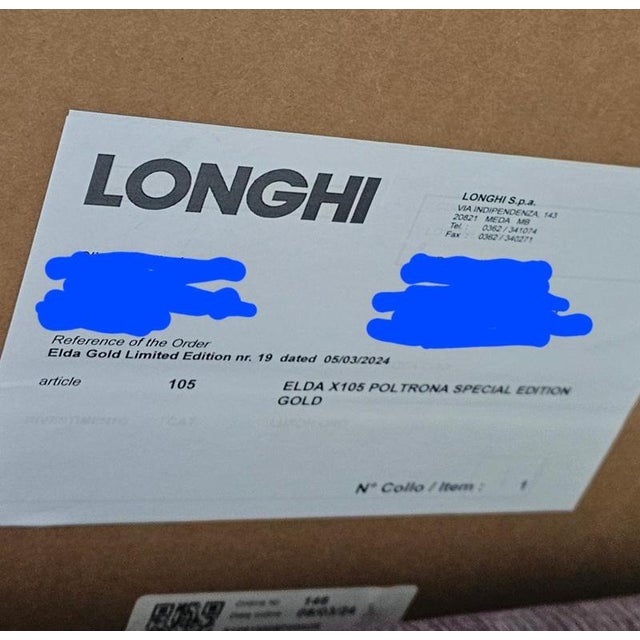 LONGHI
LONGHI S.p.a.
VIA INDIPENDENZA, 143
20821 MEDA MB
Tel. : 0362 / 341074
Fax : 0362 / 340271
Reference of the Order
Elda Gold Limited Edition nr. 19 dated 05/03/2024
article 105 ELDA X105 POLTRONA SPECIAL EDITION
GOLD
N° Collo / Item : 1
146